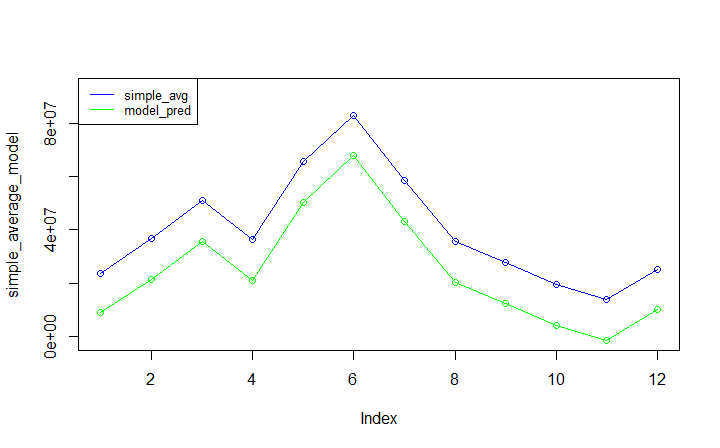 simple_avg
model_pred
simple_average_model
0e+00
4e+07
8e+07
2 4 6 8 10 12
Index